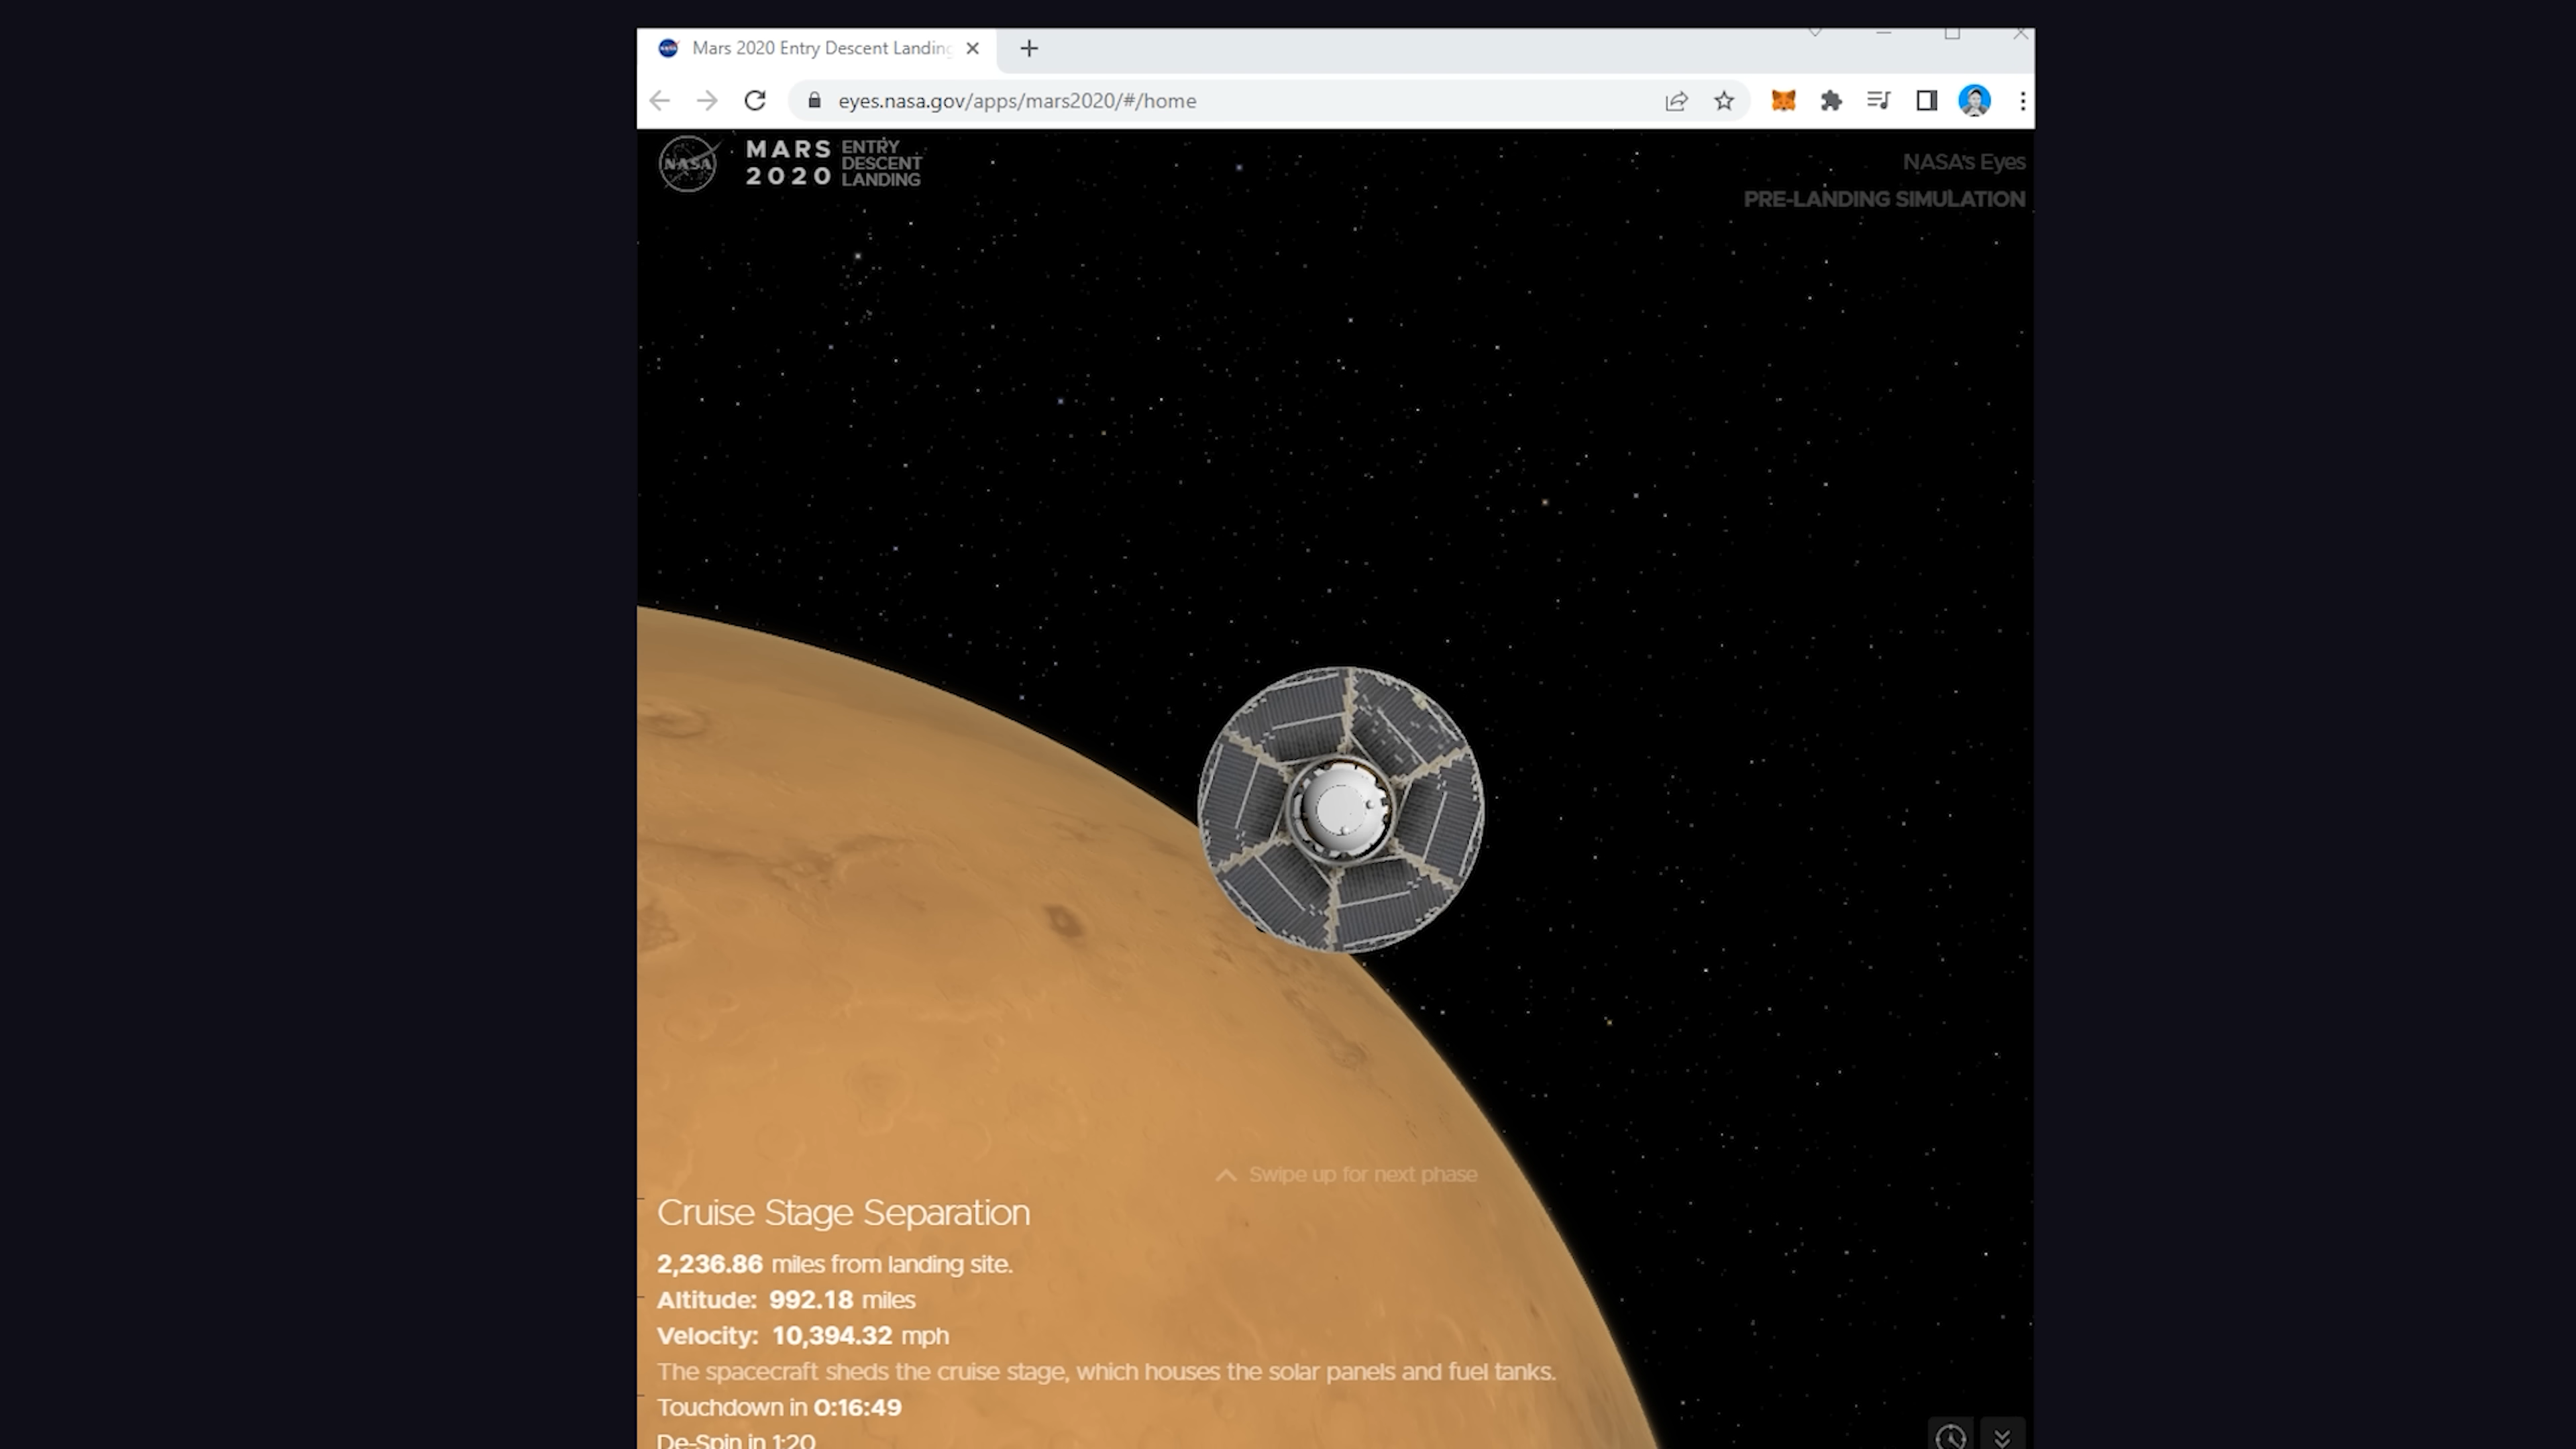 Mars 2020 Entry Descent Landing
eyes.nasa.gov/apps/mars2020/#/home
NASA
MARS 2020
ENTRY
DESCENT
LANDING
NASA's Eyes
PRE-LANDING SIMULATION
Swipe up for next phase
Cruise Stage Separation
2,236.86 miles from landing site.
Altitude: 992.18 miles
Velocity: 10,394.32 mph
The spacecraft sheds the cruise stage, which houses the solar panels and fuel tanks.
Touchdown in 0:16:49
De-Spin in 1:20